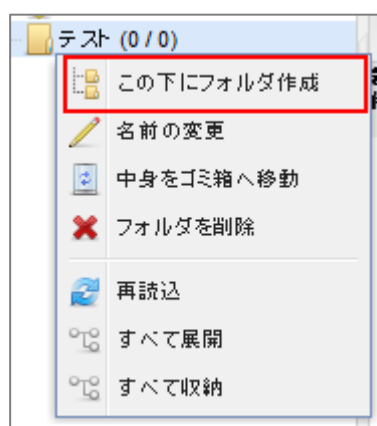 テスト (0 / 0)
この下にフォルダ作成
名前の変更
中身をゴミ箱へ移動
フォルダを削除
再読込
すべて展開
すべて収納